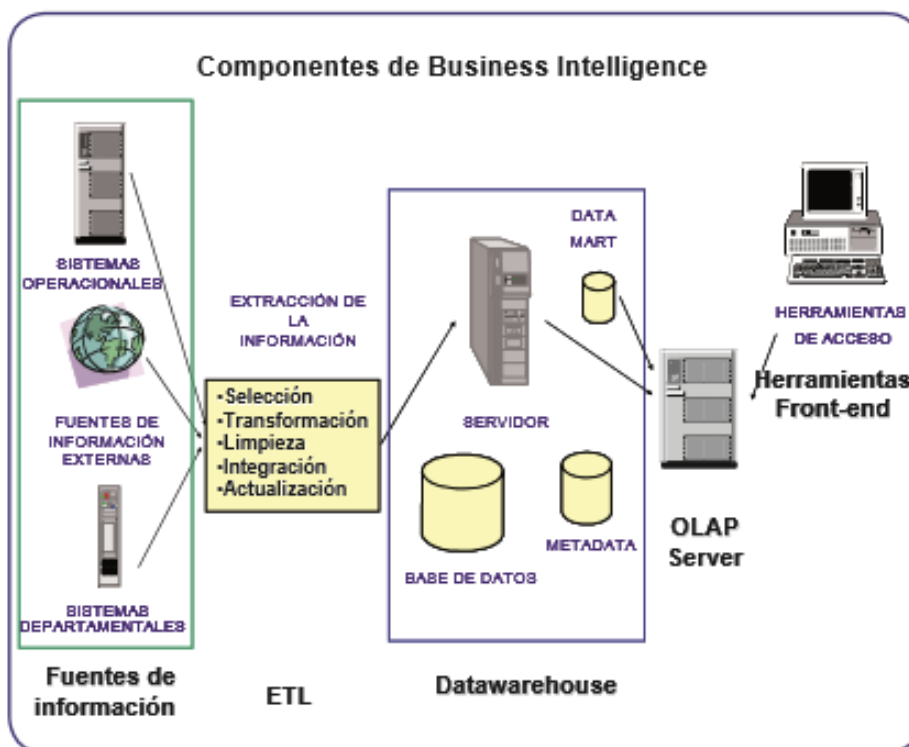 Componentes de Business Intelligence
SISTEMAS
OPERACIONALES
FUENTES DE
INFORMACIÓN
EXTERNAS
SISTEMAS
DEPARTAMENTALES
Fuentes de
información
EXTRACCIÓN DE
LA
INFORMACIÓN
•Selección
•Transformación
•Limpieza
•Integración
•Actualización
ETL
DATA
MART
SERVIDOR
BASE DE DATOS
METADATA
Datawarehouse
OLAP
Server
HERRAMIENTAS
DE ACCESO
Herramientas
Front-end